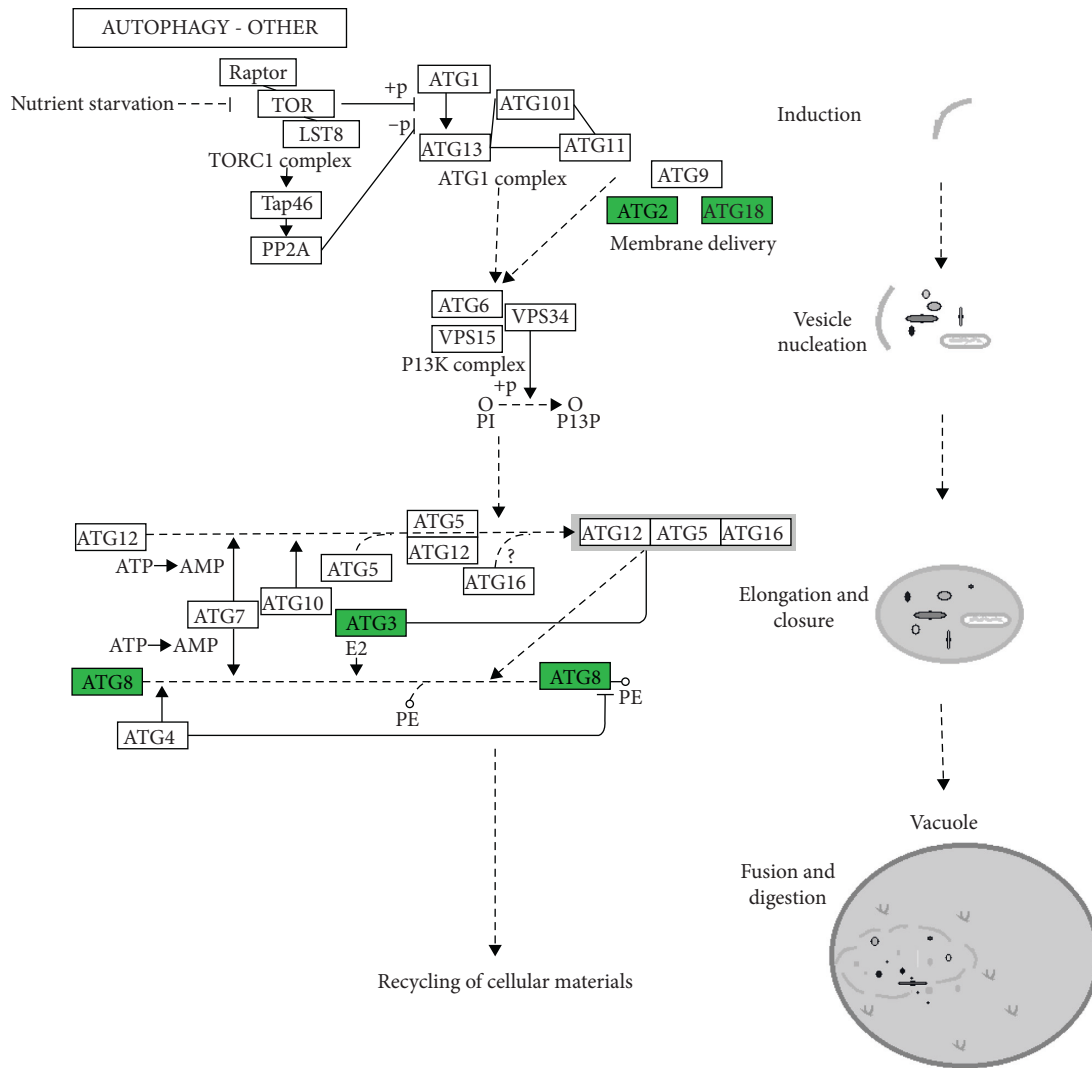 AUTOPHAGY - OTHER
Raptor
Nutrient starvation
TOR
LST8
TORC1 complex
Tap46
PP2A
+p
–p
ATG1
ATG101
ATG13
ATG11
ATG1 complex
ATG9
ATG2
ATG18
Membrane delivery
Induction
ATG6
VPS34
VPS15
P13K complex
+p
O
O
PI
P13P
Vesicle
nucleation
ATG12
ATG5
ATG12
ATG12
ATG5
ATG16
ATP
AMP
ATG5
?
ATG16
ATG7
ATG10
ATG3
E2
ATP
AMP
ATG8
ATG8
PE
PE
ATG4
Elongation and
closure
Vacuole
Fusion and
digestion
Recycling of cellular materials